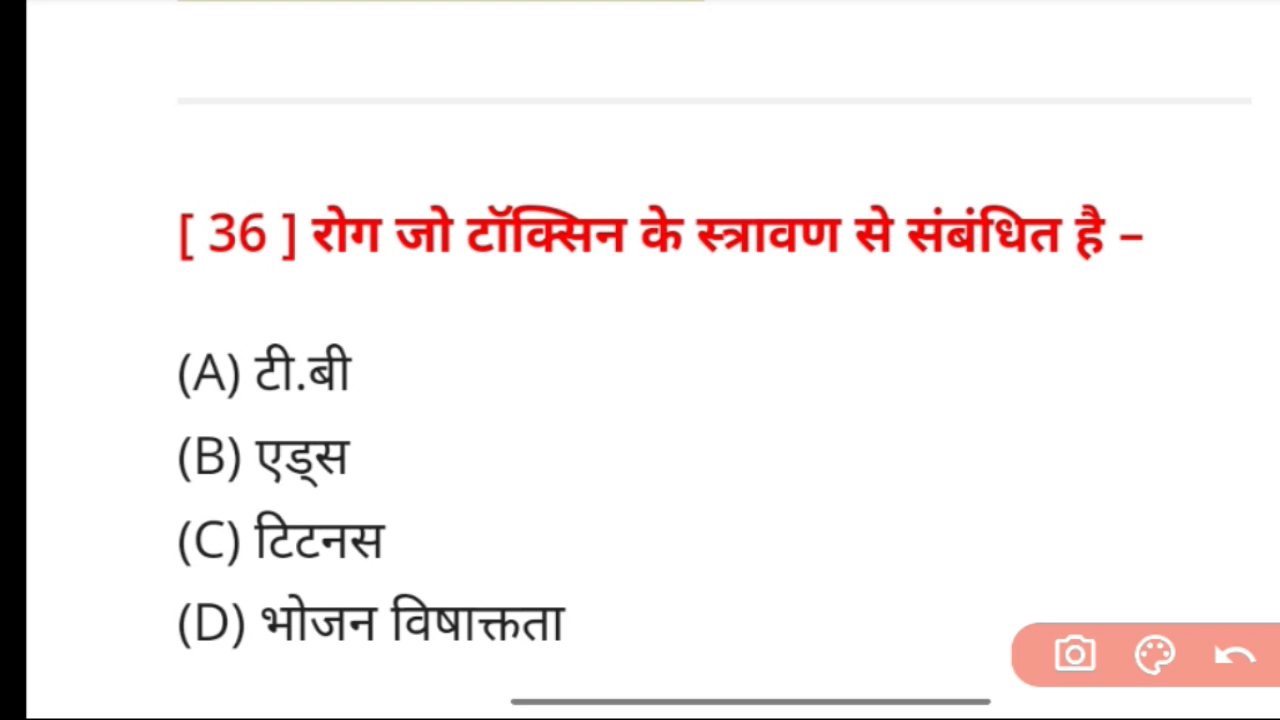 [ 36 ] रोग जो टॉक्सिन के स्त्रावण से संबंधित है –
(A) टी.बी
(B) एड्स
(C) टिटनस
(D) भोजन विषाक्तता